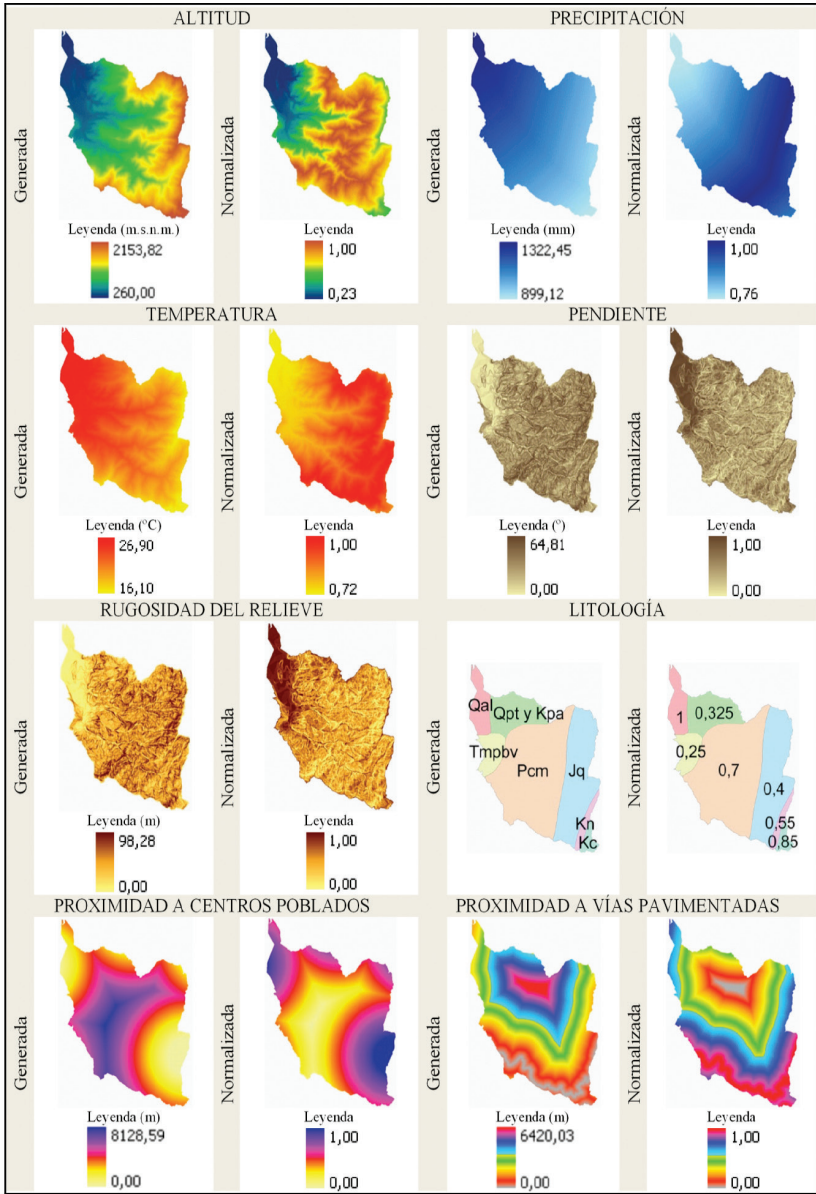 ALTITUD
Generada
Normalizada
Leyenda (m.s.n.m.)
2153,82
260,00
Leyenda
1,00
0,23
PRECIPITACIÓN
Generada
Normalizada
Leyenda (mm)
1322,45
899,12
Leyenda
1,00
0,76
TEMPERATURA
Generada
Normalizada
Leyenda (°C)
26,90
16,10
Leyenda
1,00
0,72
PENDIENTE
Generada
Normalizada
Leyenda (°)
64,81
0,00
Leyenda
1,00
0,00
RUGOSIDAD DEL RELIEVE
Generada
Normalizada
Leyenda (m)
98,28
0,00
Leyenda
1,00
0,00
LITOLOGÍA
Generada
Normalizada
Qal
Qpt y Kpa
Tmpbv
Pcm
Jq
Kn
Kc
1
0,325
0,25
0,7
0,4
0,55
0,85
PROXIMIDAD A CENTROS POBLADOS
Generada
Normalizada
Leyenda (m)
8128,59
0,00
Leyenda
1,00
0,00
PROXIMIDAD A VÍAS PAVIMENTADAS
Generada
Normalizada
Leyenda (m)
6420,03
0,00
Leyenda
1,00
0,00